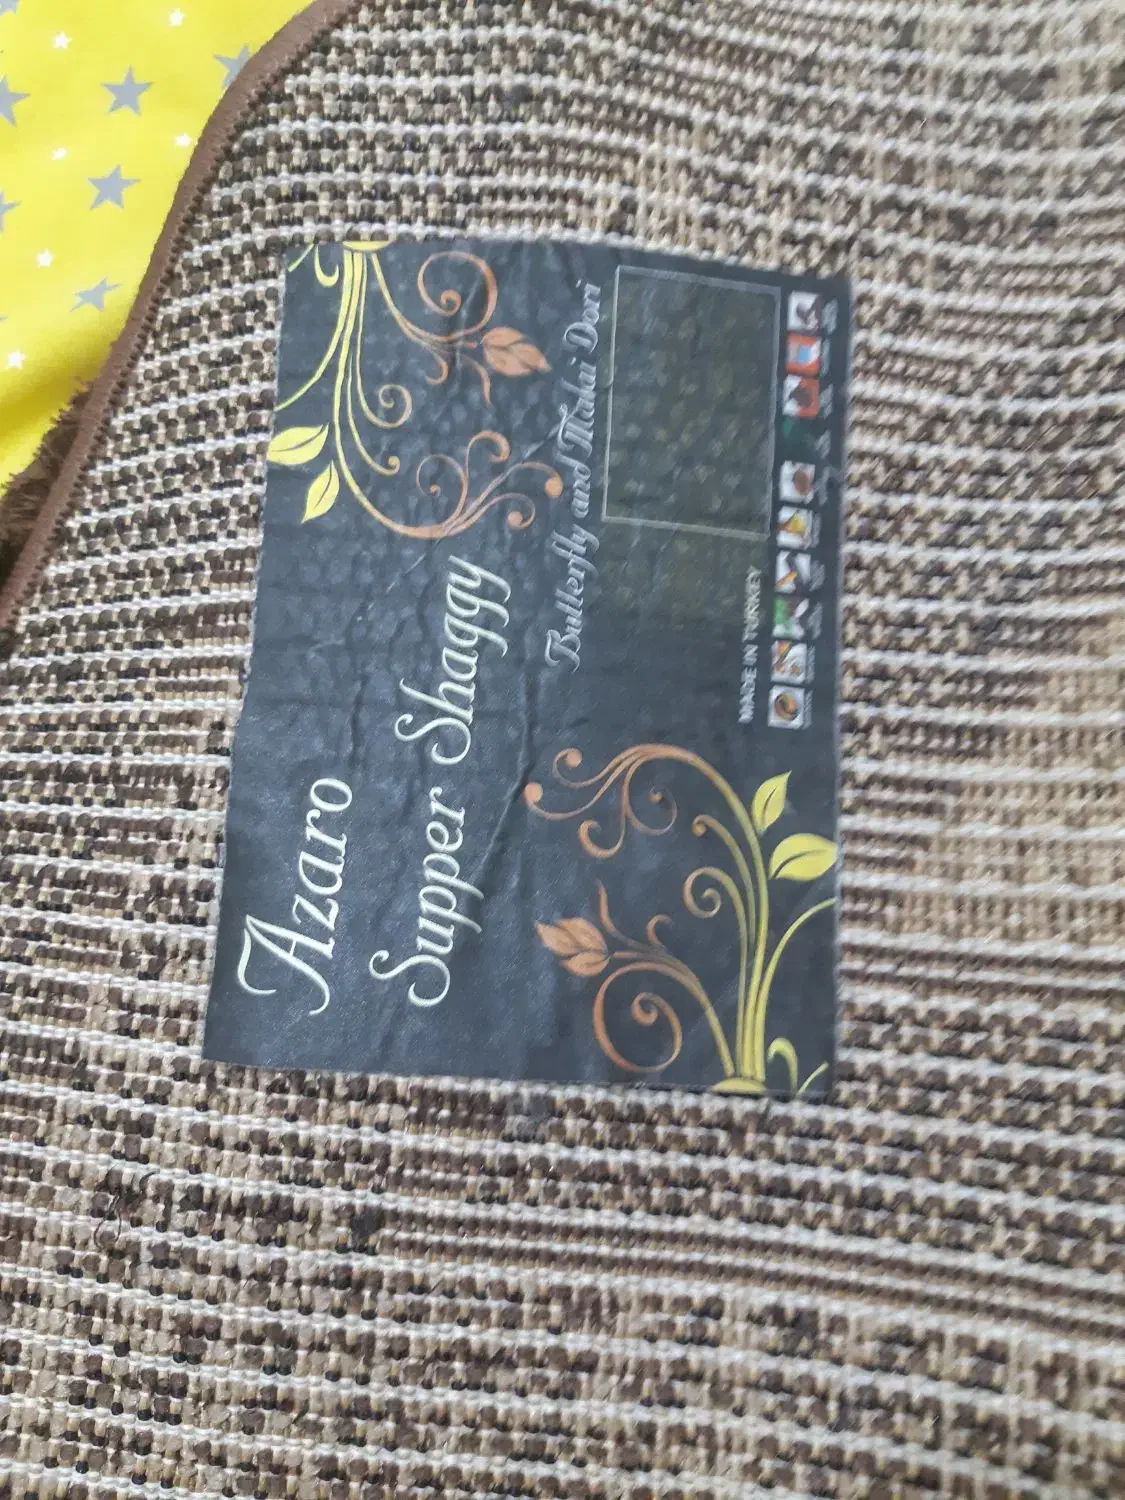 Azaro
Supper Shaggy
Butterfly and Malai Dori
MADE IN TURKEY